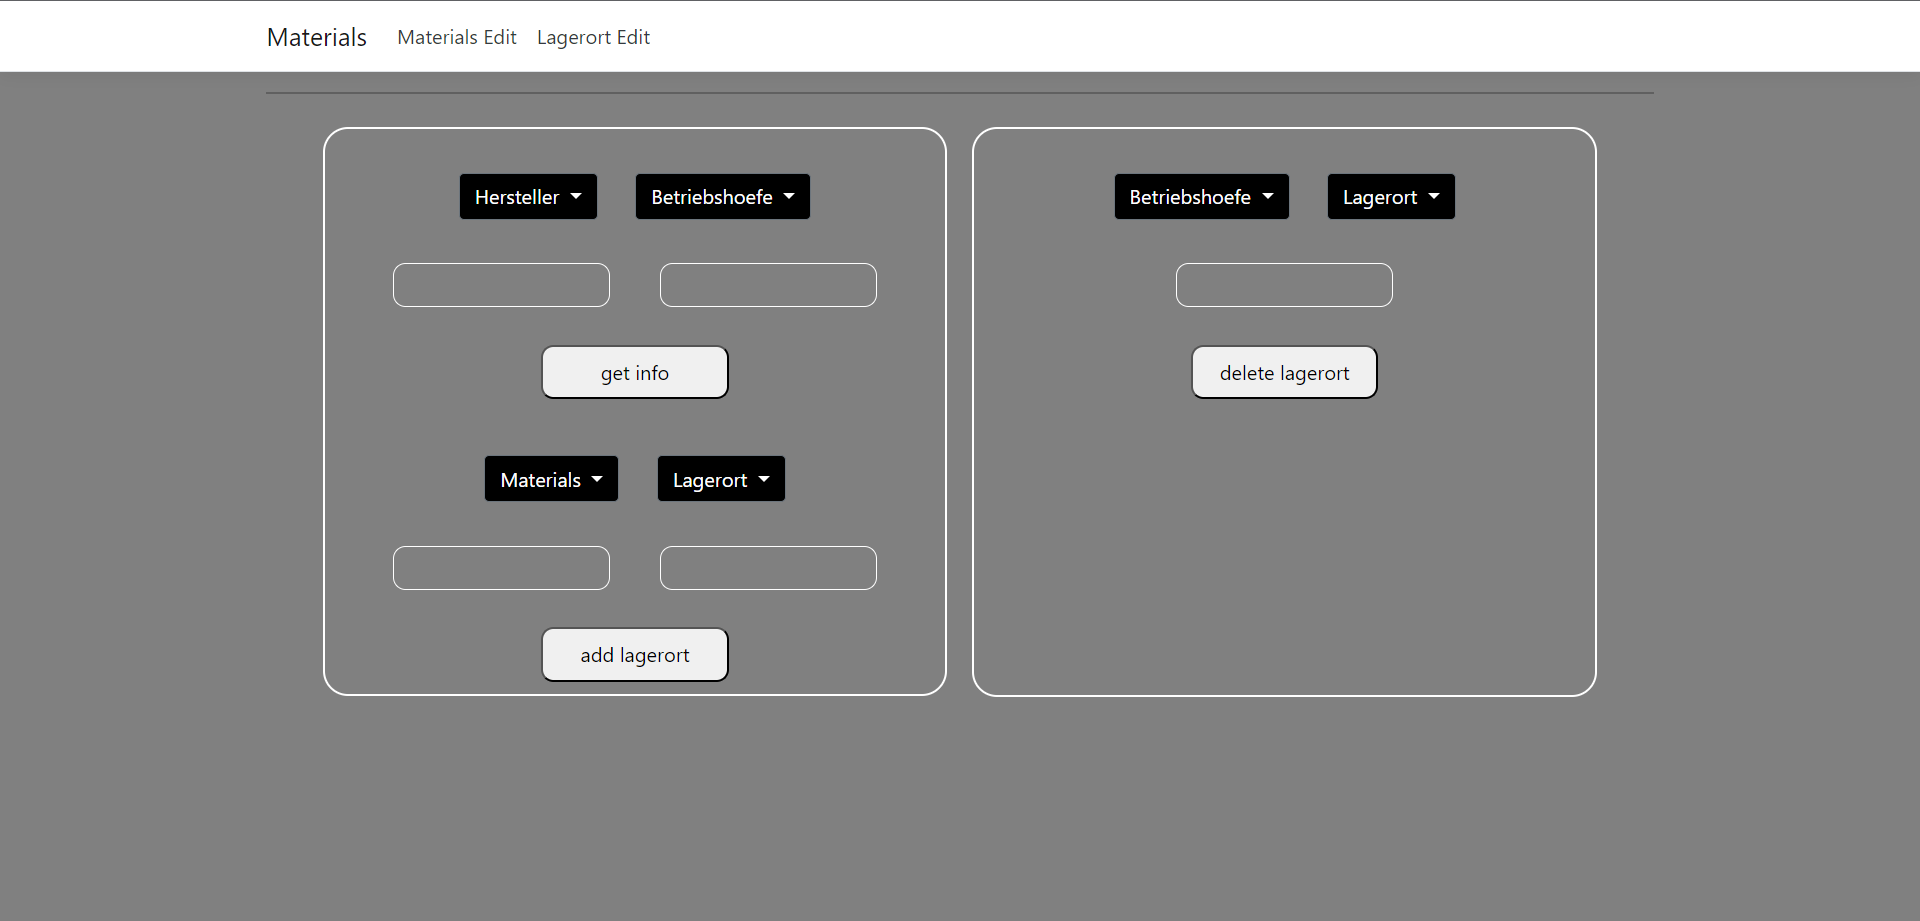 Materials Materials Edit Lagerort Edit
Hersteller Betriebshoefe
get info
Materials Lagerort
add lagerort
Betriebshoefe Lagerort
delete lagerort